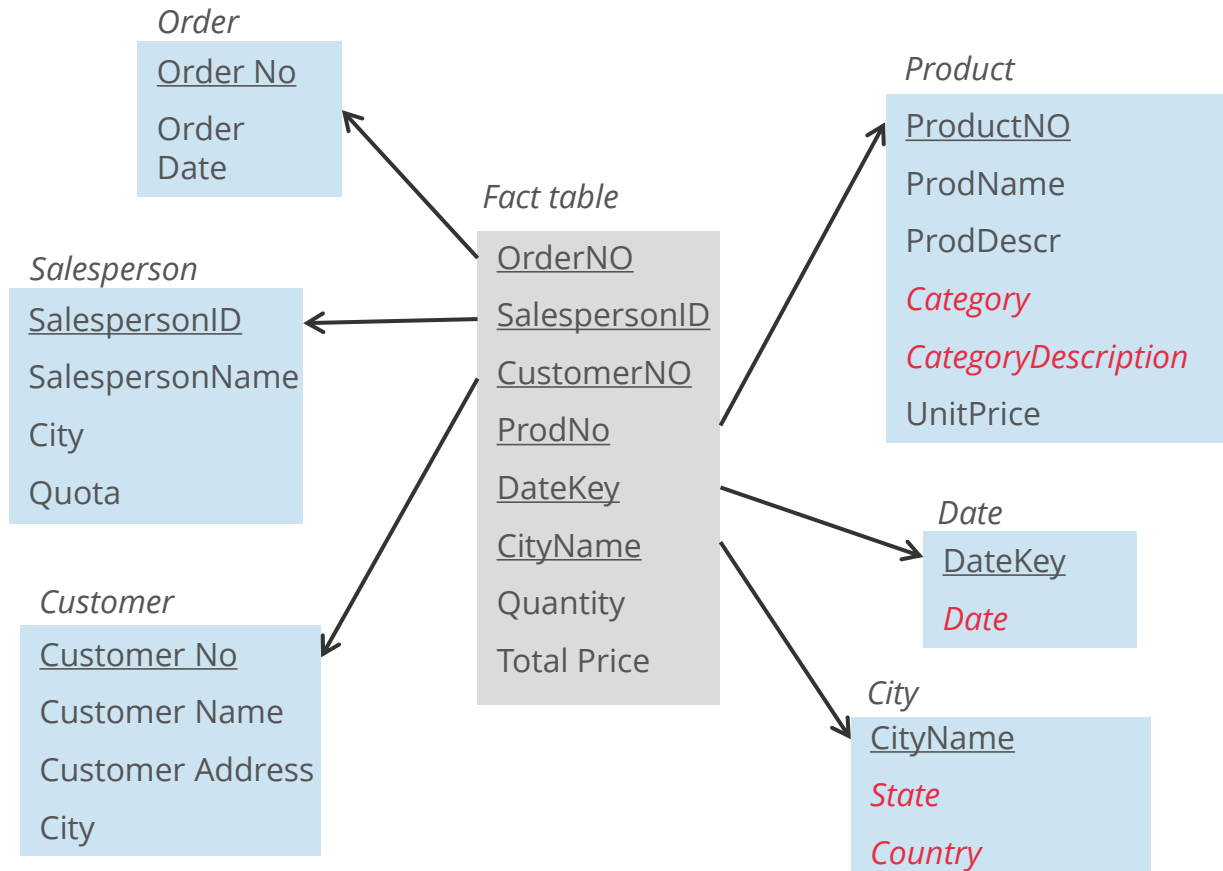 Order
Order No
Order
Date
Salesperson
SalespersonID
SalespersonName
City
Quota
Customer
Customer No
Customer Name
Customer Address
City
Fact table
OrderNO
SalespersonID
CustomerNO
ProdNo
DateKey
CityName
Quantity
Total Price
Product
ProductNO
ProdName
ProdDescr
Category
CategoryDescription
UnitPrice
Date
DateKey
Date
City
CityName
State
Country